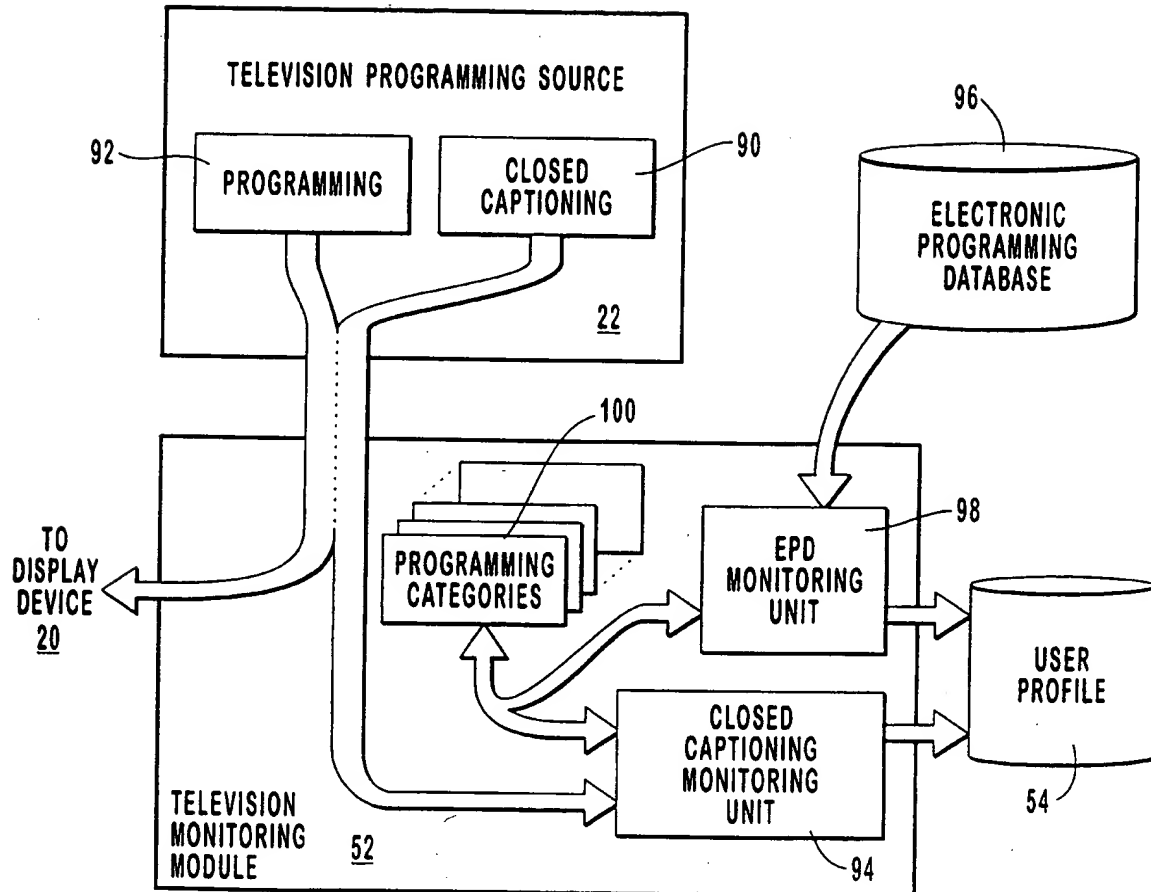 TELEVISION PROGRAMMING SOURCE
92
PROGRAMMING
CLOSED
CAPTIONING
90
22
96
ELECTRONIC
PROGRAMMING
DATABASE
100
PROGRAMMING
CATEGORIES
98
EPD
MONITORING
UNIT
TO
DISPLAY
DEVICE
20
USER
PROFILE
54
CLOSED
CAPTIONING
MONITORING
UNIT
94
TELEVISION
MONITORING
MODULE
52